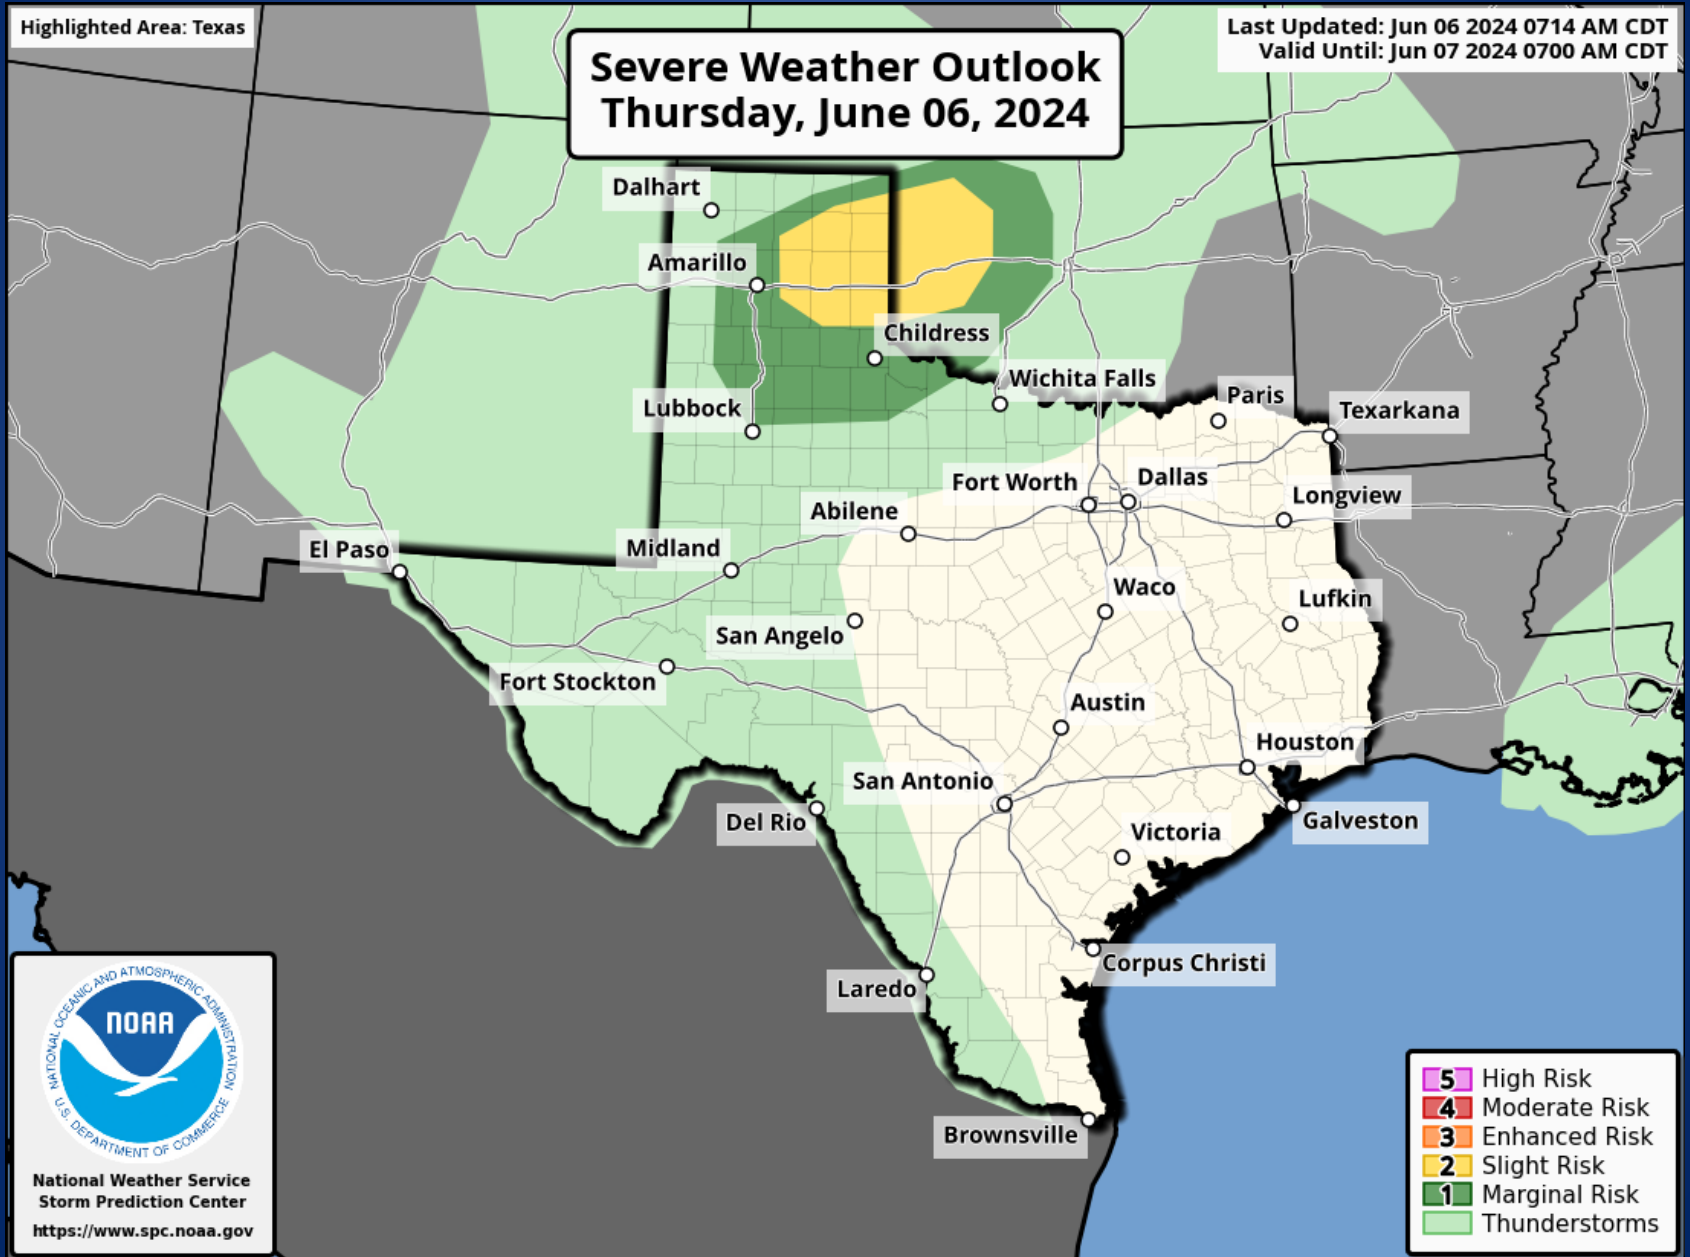 Highlighted Area: Texas
Severe Weather Outlook
Thursday, June 06, 2024
Last Updated: Jun 06 2024 0714 AM CDT
Valid Until: Jun 07 2024 0700 AM CDT
Dalhart
Amarillo
Childress
Wichita Falls
Paris
Lubbock
Texarkana
Fort Worth
Dallas
Longview
Abilene
El Paso
Midland
Waco
Lufkin
San Angelo
Fort Stockton
Austin
Houston
San Antonio
Del Rio
Galveston
Victoria
Corpus Christi
Laredo
Brownsville
NATIONAL OCEANIC AND ATMOSPHERIC ADMINISTRATION
NOAA
U.S. DEPARTMENT OF COMMERCE
National Weather Service
Storm Prediction Center
https://www.spc.noaa.gov
5 High Risk
4 Moderate Risk
3 Enhanced Risk
2 Slight Risk
1 Marginal Risk
Thunderstorms